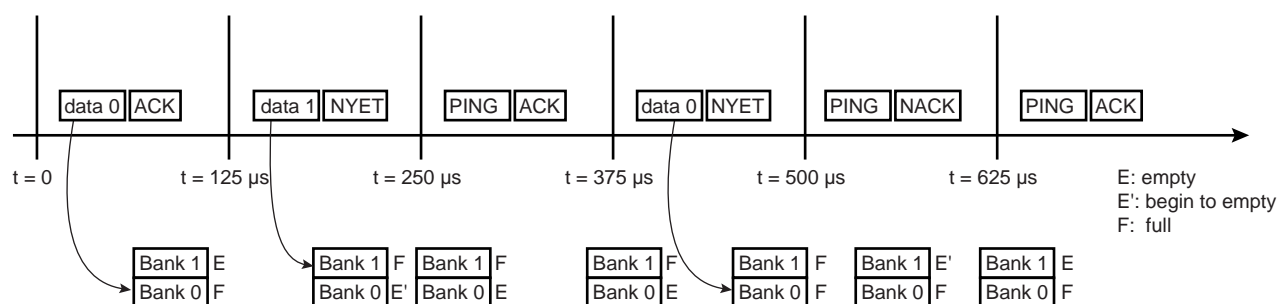 data 0 ACK data 1 NYET PING ACK data 0 NYET PING NACK PING ACK
t = 0 t = 125 µs t = 250 µs t = 375 µs t = 500 µs t = 625 µs E: empty
E': begin to empty
F: full
Bank 1 E Bank 1 F Bank 1 F Bank 1 F Bank 1 F Bank 1 E' Bank 1 E
Bank 0 F Bank 0 E' Bank 0 E Bank 0 E Bank 0 F Bank 0 F Bank 0 F